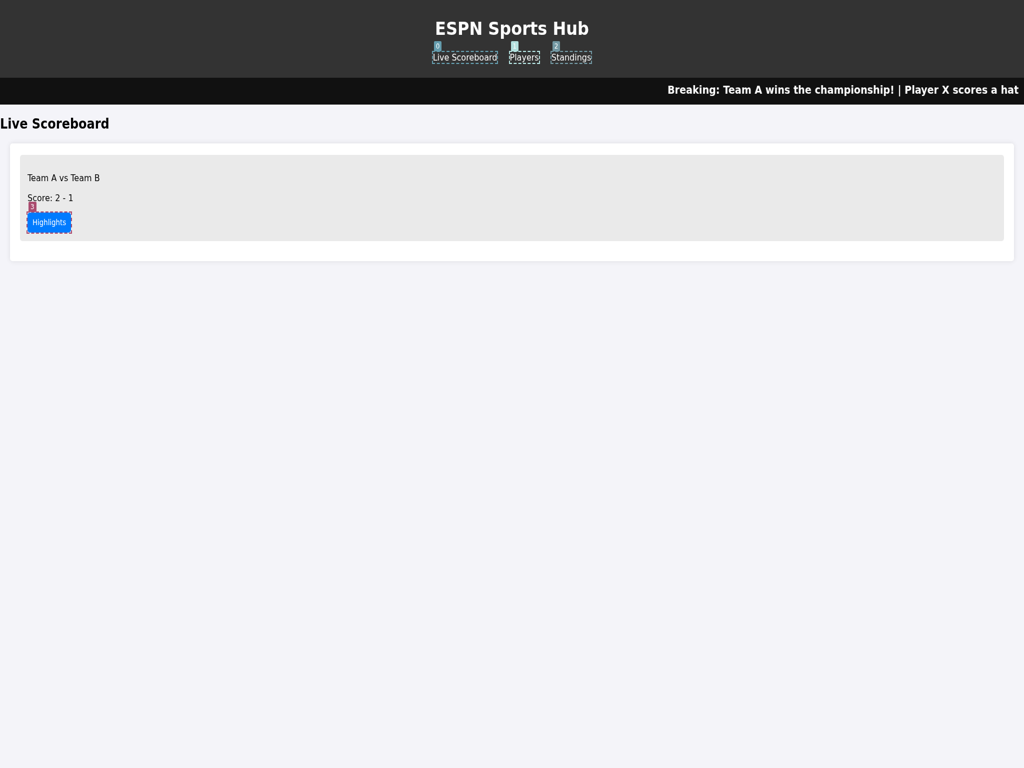 ESPN Sports Hub
0 1 2
Live Scoreboard Players Standings
Breaking: Team A wins the championship! | Player X scores a hat
Live Scoreboard
Team A vs Team B
Score: 2 - 1
3
Highlights